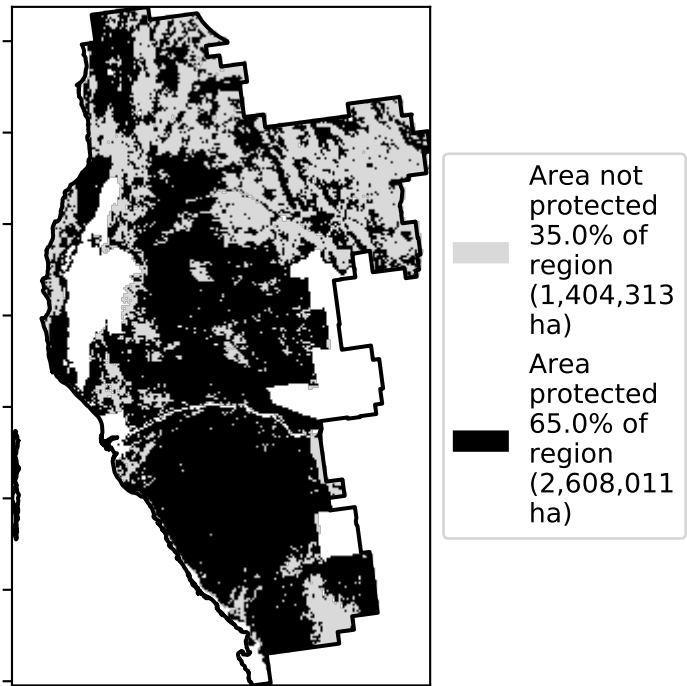 Area not
protected
35.0% of
region
(1,404,313
ha)
Area
protected
65.0% of
region
(2,608,011
ha)